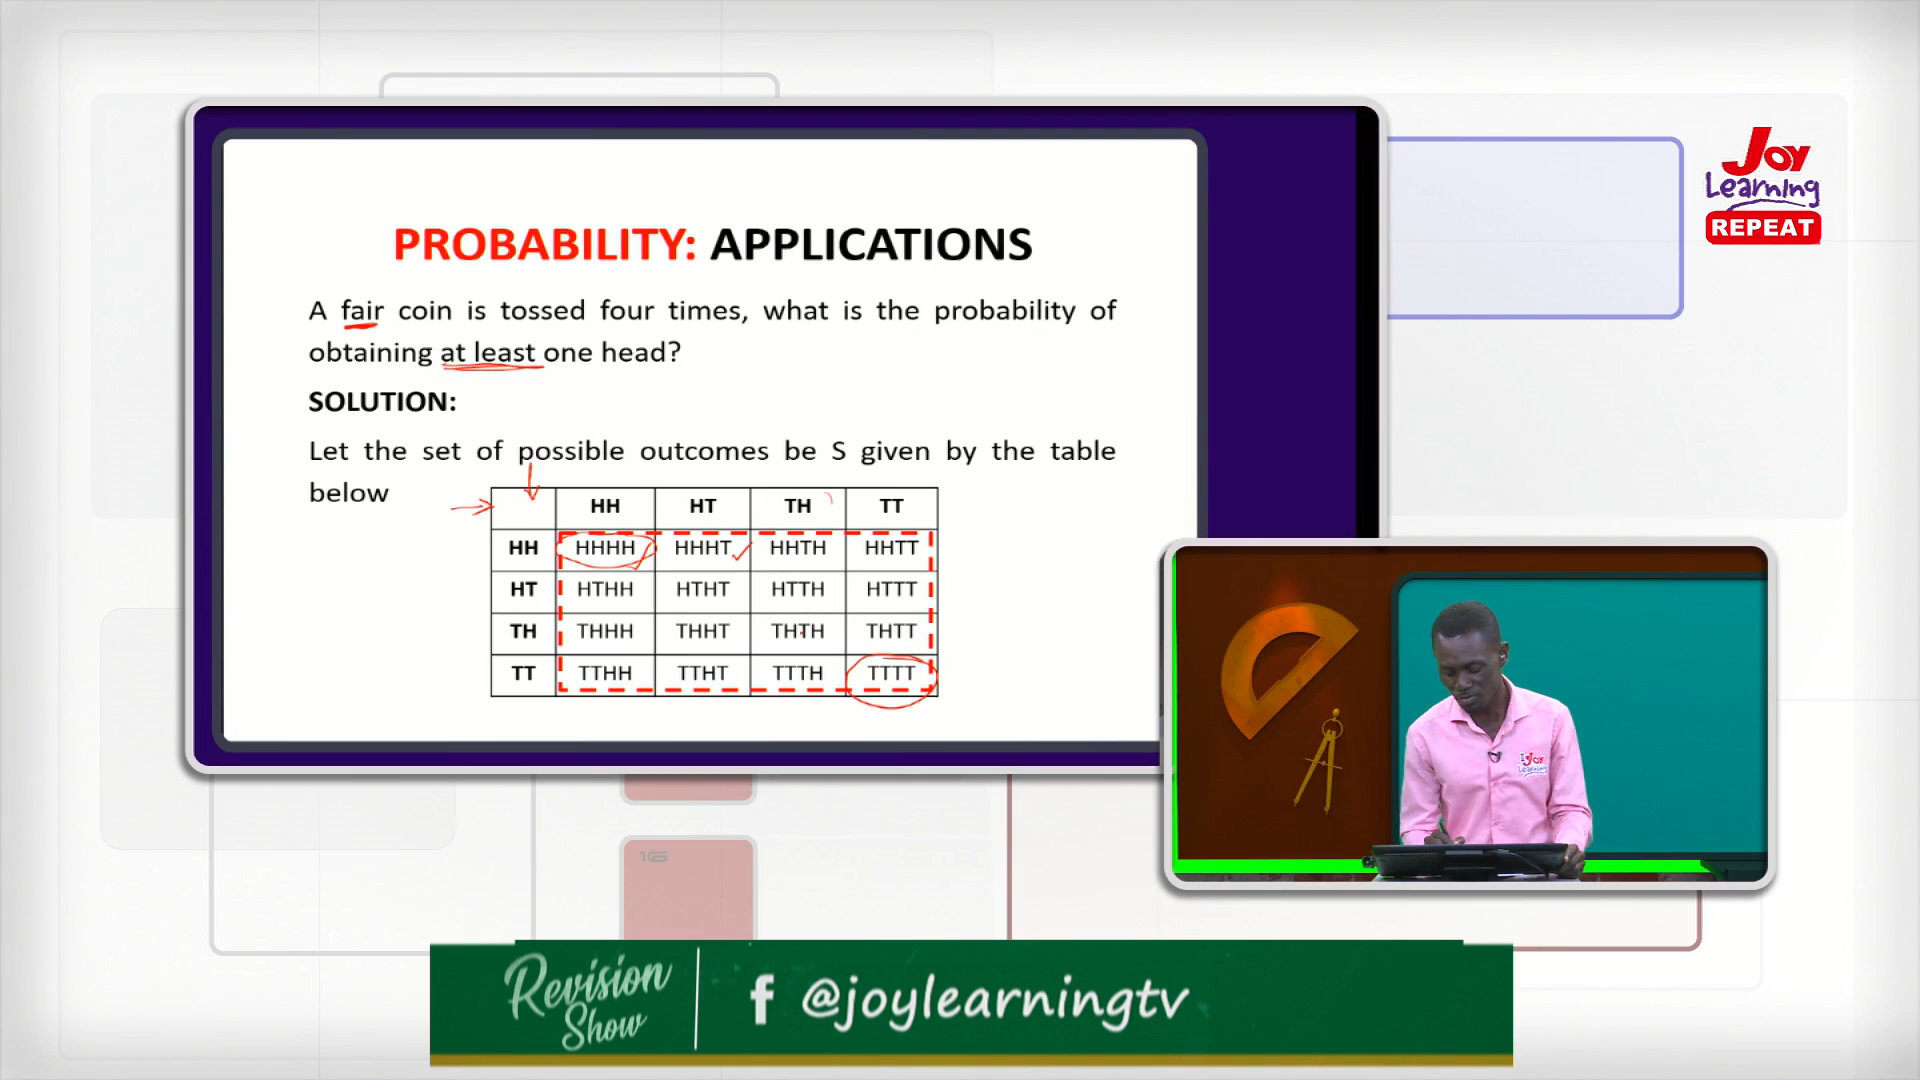 PROBABILITY: APPLICATIONS
A fair coin is tossed four times, what is the probability of
obtaining at least one head?
SOLUTION:
Let the set of possible outcomes be S given by the table
below
HH HT TH TT
HH HHHH HHHT HHTH HHTT
HT HTHH HTHT HTTH HTTT
TH THHH THHT THTH THTT
TT TTHH TTHT TTTH TTTT
Joy
Learning
REPEAT
Joy
Learning
16
Revision
Show
f @joylearningtv